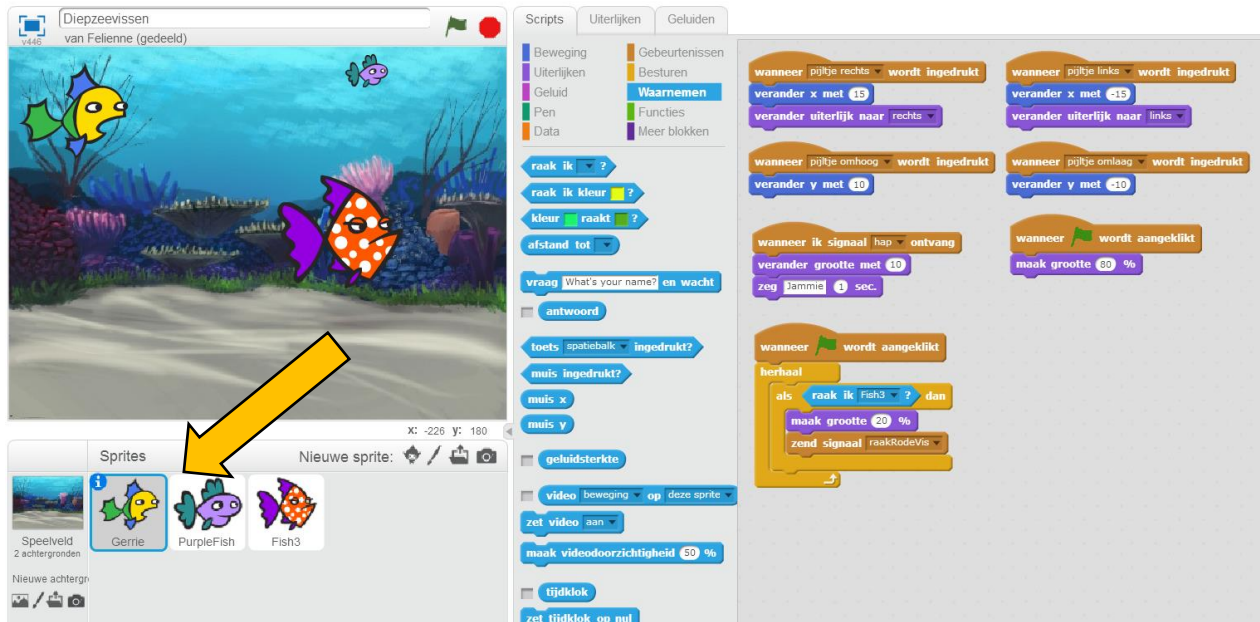 Diepzeevissen
v446
van Felienne (gedeeld)
x: -226 y: 180
Sprites
Nieuwe sprite:
Speelveld
2 achtergronden
Nieuwe achtergr
Gerrie
PurpleFish
Fish3
Scripts
Uiterlijken
Geluiden
Beweging
Gebeurtenissen
Uiterlijken
Besturen
Geluid
Waarnemen
Pen
Functies
Data
Meer blokken
raak ik ?
raak ik kleur ?
kleur raakt ?
afstand tot
vraag What's your name? en wacht
antwoord
toets spatiebalk ingedrukt?
muis ingedrukt?
muis x
muis y
geluidsterkte
video beweging op deze sprite
zet video aan
maak videodoorzichtigheid 50 %
tijdklok
zet tijdklok op nul
wanneer pijltje rechts wordt ingedrukt
verander x met 15
verander uiterlijk naar rechts
wanneer pijltje links wordt ingedrukt
verander x met -15
verander uiterlijk naar links
wanneer pijltje omhoog wordt ingedrukt
verander y met 10
wanneer pijltje omlaag wordt ingedrukt
verander y met -10
wanneer ik signaal hap ontvang
verander grootte met 10
zeg Jammie 1 sec.
wanneer wordt aangeklikt
maak grootte 80 %
wanneer wordt aangeklikt
herhaal
als raak ik Fish3 ? dan
maak grootte 20 %
zend signaal raakRodeVis